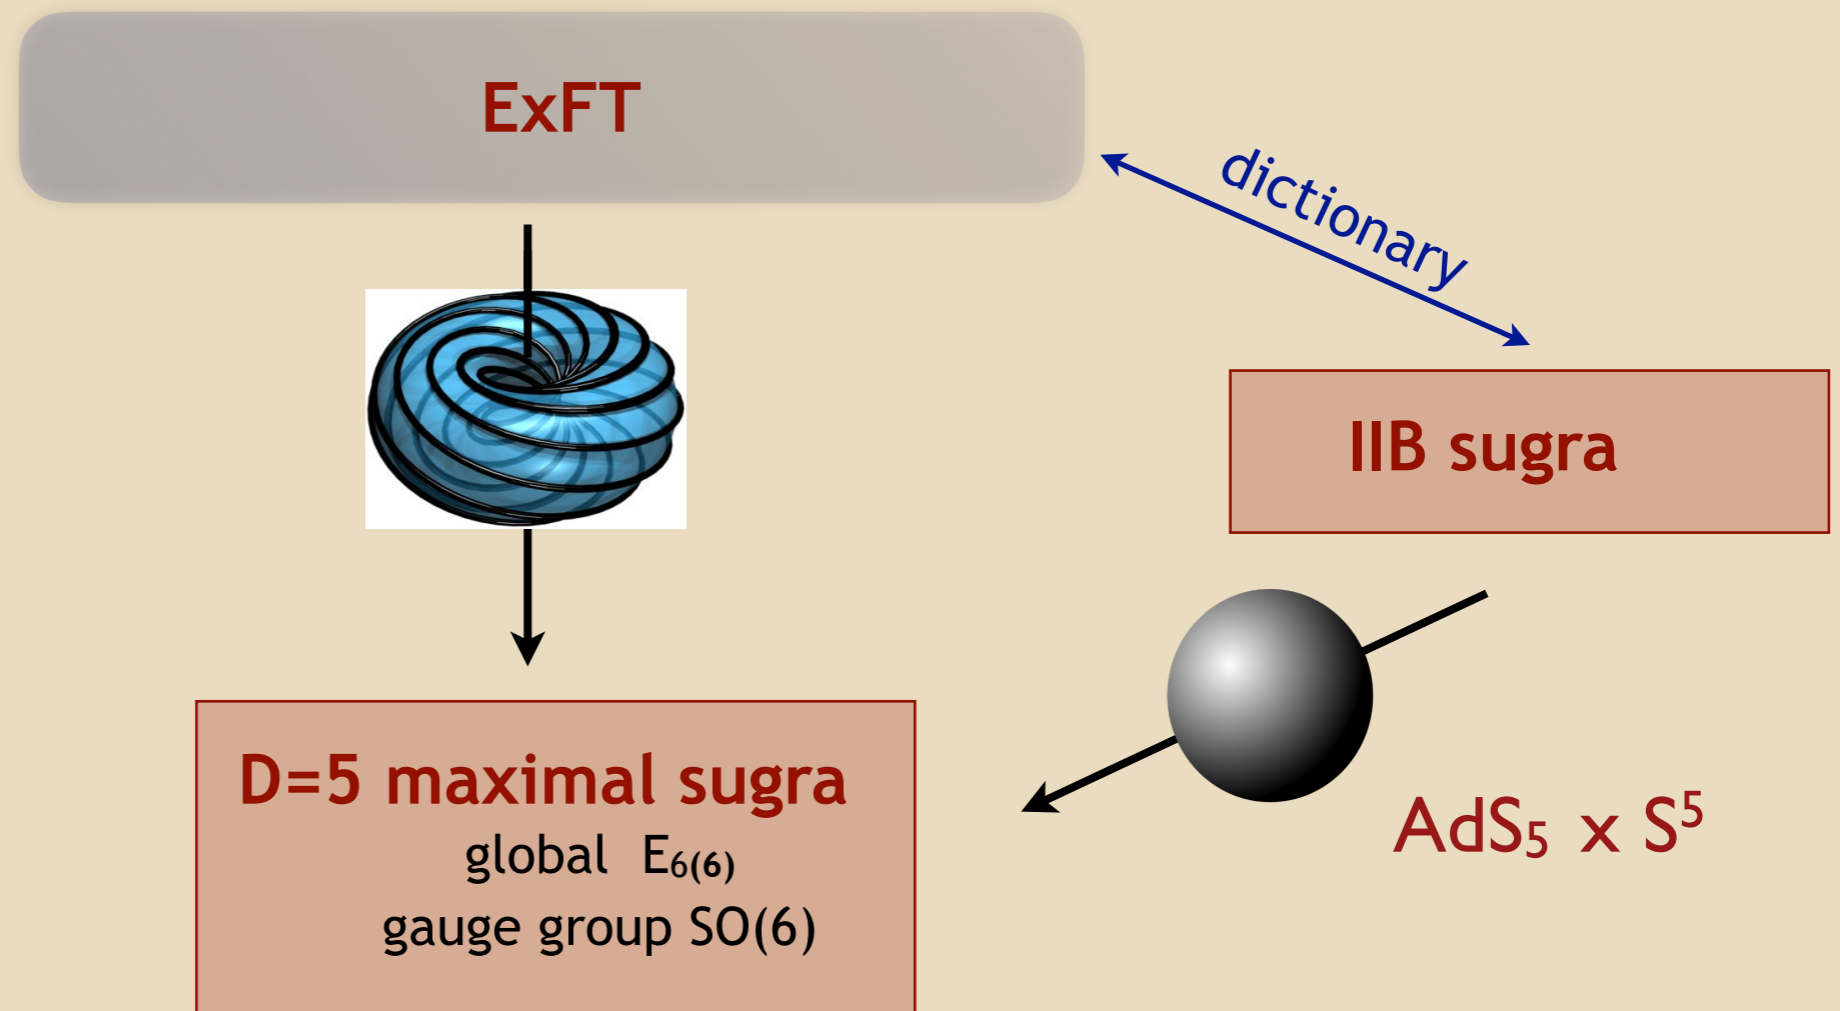 ExFT
dictionary
IIB sugra
D=5 maximal sugra
global E₆₍₆₎
gauge group SO(6)
AdS₅ x S⁵